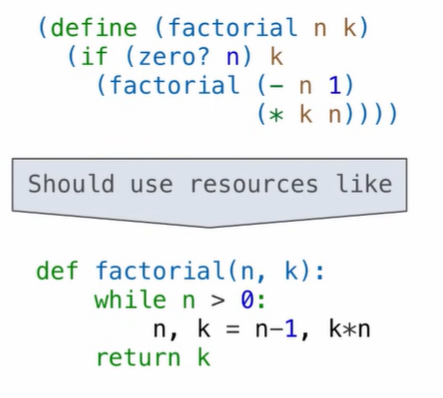 (define (factorial n k)
  (if (zero? n) k
    (factorial (- n 1)
               (* k n))))
Should use resources like
def factorial(n, k):
    while n > 0:
        n, k = n-1, k*n
    return k